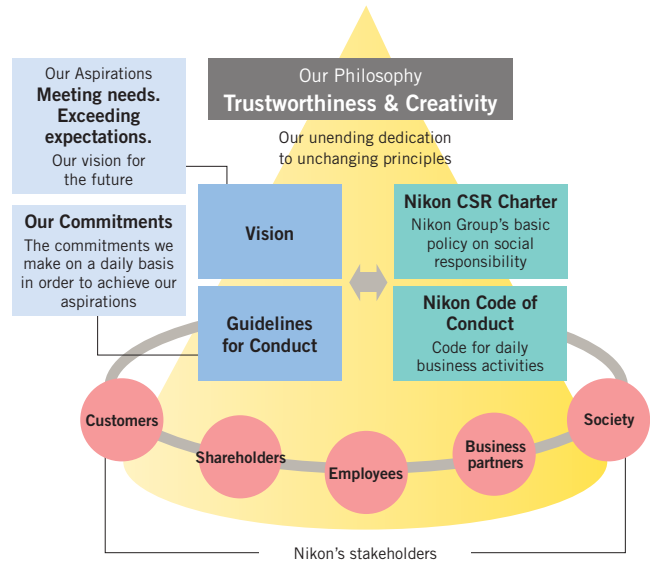 Our Aspirations
Meeting needs.
Exceeding
expectations.
Our vision for
the future
Our Philosophy
Trustworthiness & Creativity
Our unending dedication
to unchanging principles
Our Commitments
The commitments we
make on a daily basis
in order to achieve our
aspirations
Vision
Guidelines
for Conduct
Nikon CSR Charter
Nikon Group's basic
policy on social
responsibility
Nikon Code of
Conduct
Code for daily
business activities
Customers
Shareholders
Employees
Business
partners
Society
Nikon's stakeholders